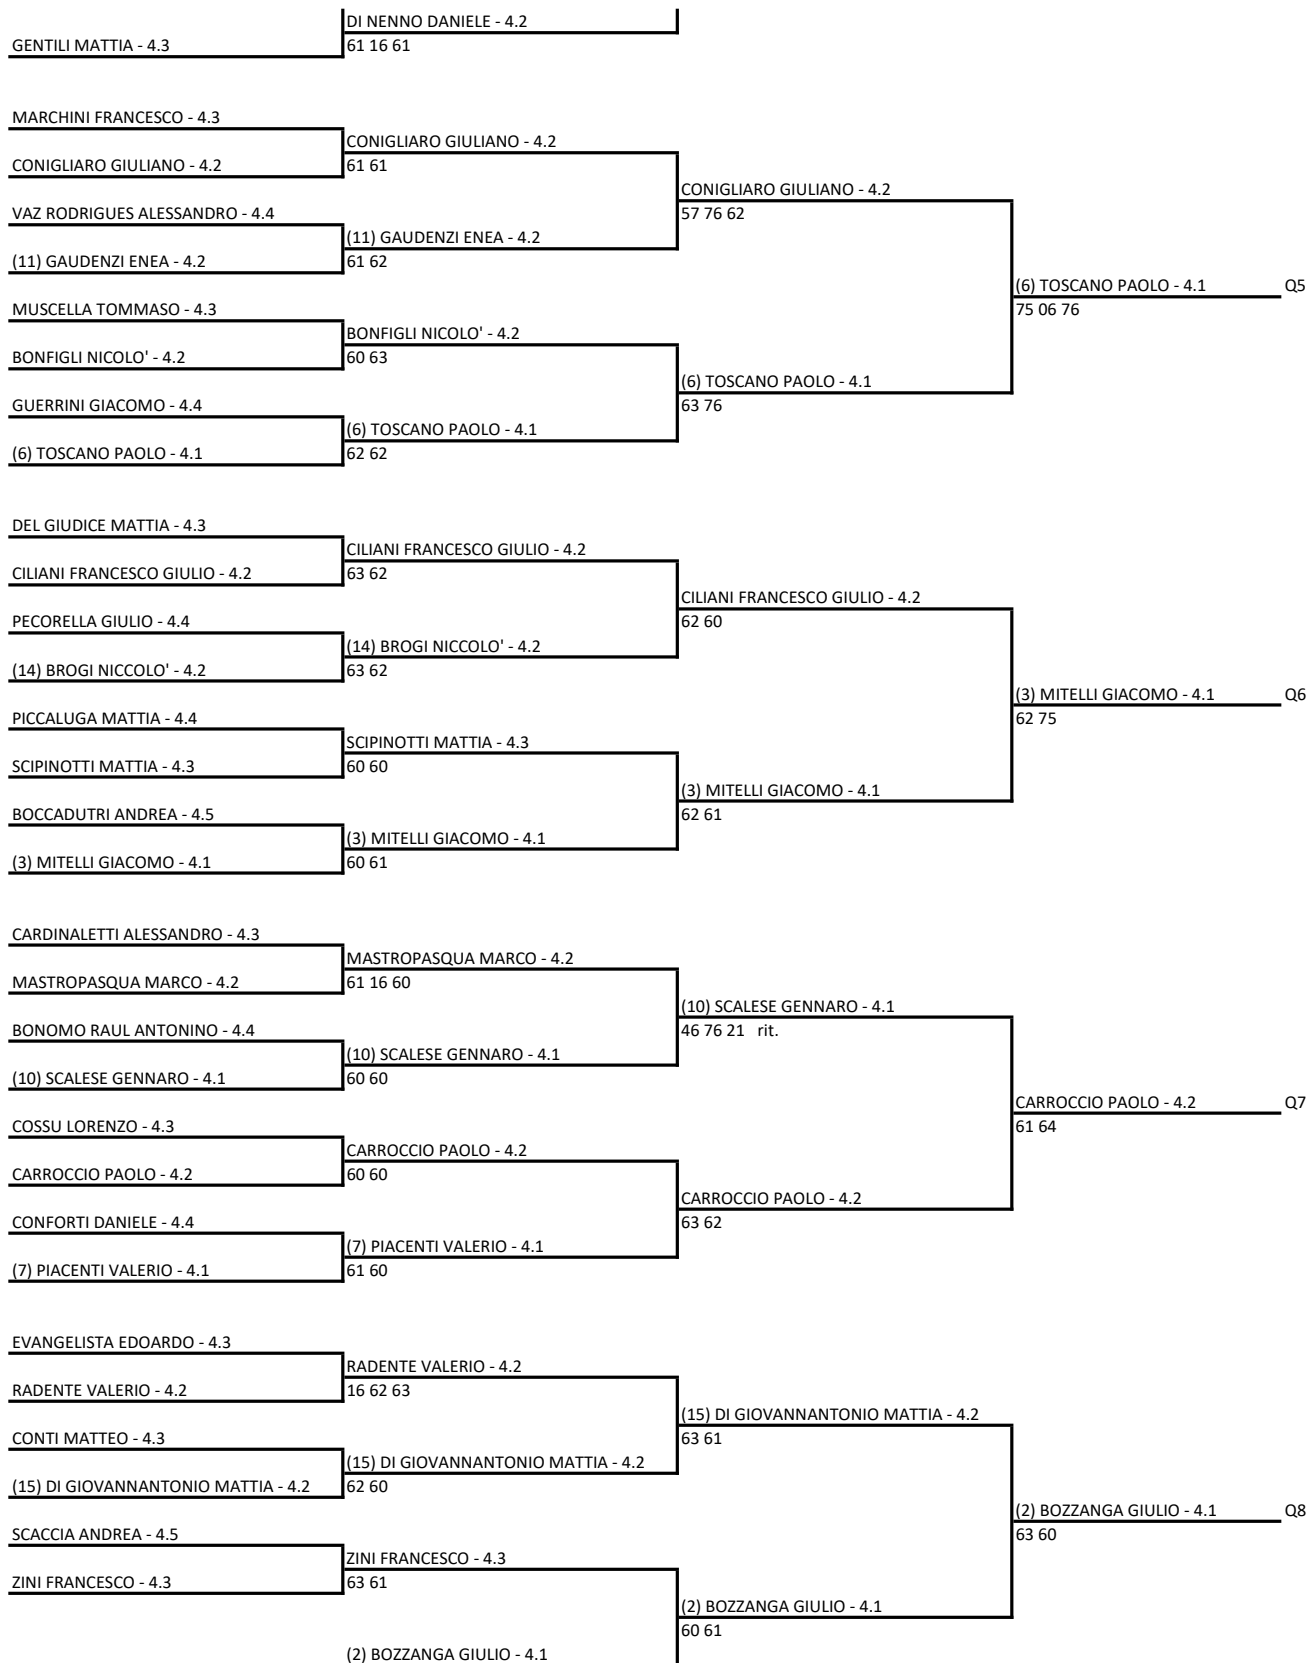 DI NENNO DANIELE - 4.2
GENTILI MATTIA - 4.3
61 16 61
MARCHINI FRANCESCO - 4.3
CONIGLIARO GIULIANO - 4.2
CONIGLIARO GIULIANO - 4.2
61 61
CONIGLIARO GIULIANO - 4.2
VAZ RODRIGUES ALESSANDRO - 4.4
57 76 62
(11) GAUDENZI ENEA - 4.2
(11) GAUDENZI ENEA - 4.2
61 62
(6) TOSCANO PAOLO - 4.1
Q5
MUSCELLA TOMMASO - 4.3
75 06 76
BONFIGLI NICOLO' - 4.2
BONFIGLI NICOLO' - 4.2
60 63
(6) TOSCANO PAOLO - 4.1
GUERRINI GIACOMO - 4.4
63 76
(6) TOSCANO PAOLO - 4.1
(6) TOSCANO PAOLO - 4.1
62 62
DEL GIUDICE MATTIA - 4.3
CILIANI FRANCESCO GIULIO - 4.2
CILIANI FRANCESCO GIULIO - 4.2
63 62
CILIANI FRANCESCO GIULIO - 4.2
PECORELLA GIULIO - 4.4
62 60
(14) BROGI NICCOLO' - 4.2
(14) BROGI NICCOLO' - 4.2
63 62
(3) MITELLI GIACOMO - 4.1
Q6
PICCALUGA MATTIA - 4.4
62 75
SCIPINOTTI MATTIA - 4.3
SCIPINOTTI MATTIA - 4.3
60 60
(3) MITELLI GIACOMO - 4.1
BOCCADUTRI ANDREA - 4.5
62 61
(3) MITELLI GIACOMO - 4.1
(3) MITELLI GIACOMO - 4.1
60 61
CARDINALETTI ALESSANDRO - 4.3
MASTROPASQUA MARCO - 4.2
MASTROPASQUA MARCO - 4.2
61 16 60
(10) SCALESE GENNARO - 4.1
BONOMO RAUL ANTONINO - 4.4
46 76 21 rit.
(10) SCALESE GENNARO - 4.1
(10) SCALESE GENNARO - 4.1
60 60
CARROCCIO PAOLO - 4.2
Q7
COSSU LORENZO - 4.3
61 64
CARROCCIO PAOLO - 4.2
CARROCCIO PAOLO - 4.2
60 60
CARROCCIO PAOLO - 4.2
CONFORTI DANIELE - 4.4
63 62
(7) PIACENTI VALERIO - 4.1
(7) PIACENTI VALERIO - 4.1
61 60
EVANGELISTA EDOARDO - 4.3
RADENTE VALERIO - 4.2
RADENTE VALERIO - 4.2
16 62 63
(15) DI GIOVANNANTONIO MATTIA - 4.2
CONTI MATTEO - 4.3
63 61
(15) DI GIOVANNANTONIO MATTIA - 4.2
(15) DI GIOVANNANTONIO MATTIA - 4.2
62 60
(2) BOZZANGA GIULIO - 4.1
Q8
SCACCIA ANDREA - 4.5
63 60
ZINI FRANCESCO - 4.3
ZINI FRANCESCO - 4.3
63 61
(2) BOZZANGA GIULIO - 4.1
60 61
(2) BOZZANGA GIULIO - 4.1